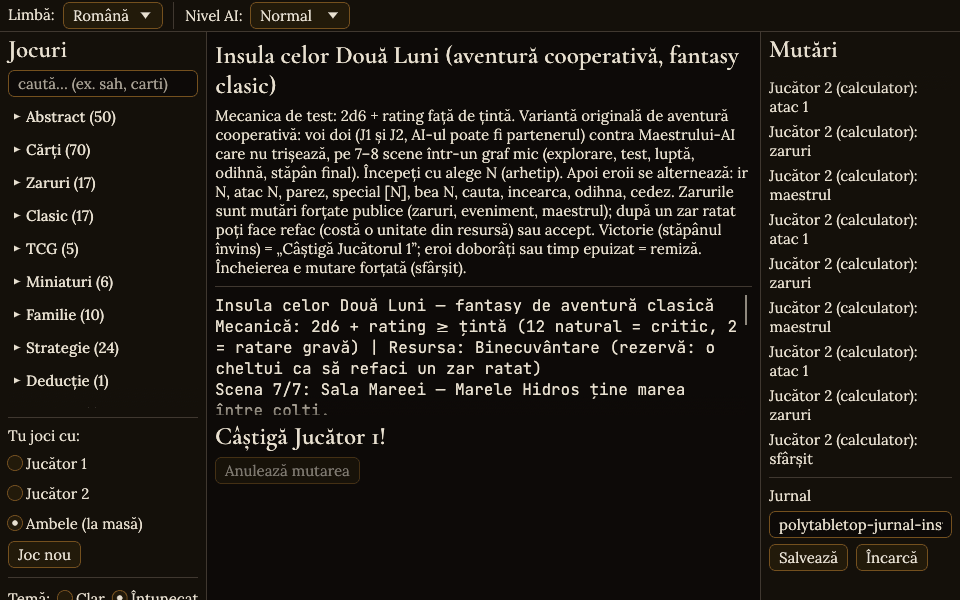 Limbă: Română Nivel AI: Normal
Jocuri
caută... (ex. sah, carti)
Abstract (50)
Cărți (70)
Zaruri (17)
Clasic (17)
TCG (5)
Miniaturi (6)
Familie (10)
Strategie (24)
Deducție (1)
Tu joci cu:
Jucător 1
Jucător 2
Ambele (la masă)
Joc nou
Temă: Clar Întunecat
Insula celor Două Luni (aventură cooperativă, fantasy
clasic)
Mecanica de test: 2d6 + rating față de țintă. Variantă originală de aventură
cooperativă: voi doi (J1 și J2, AI-ul poate fi partenerul) contra Maestrului-AI
care nu trișează, pe 7–8 scene într-un graf mic (explorare, test, luptă,
odihnă, stăpân final). Începeți cu alege N (arhetip). Apoi eroii se alternează: ir
N, atac N, parez, special [N], bea N, cauta, incearca, odihna, cedez. Zarurile
sunt mutări forțate publice (zaruri, eveniment, maestrul); după un zar ratat
poți face refac (costă o unitate din resursă) sau accept. Victorie (stăpânul
învins) = „Câștigă Jucătorul 1”; eroi doborâți sau timp epuizat = remiză.
Încheierea e mutare forțată (sfârșit).
Insula celor Două Luni — fantasy de aventură clasică
Mecanică: 2d6 + rating ≥ țintă (12 natural = critic, 2
= ratare gravă) | Resursa: Binecuvântare (rezervă: o
cheltui ca să refaci un zar ratat)
Scena 7/7: Sala Mareei — Marele Hidros ține marea
între colți.
Câștigă Jucător 1!
Anulează mutarea
Mutări
Jucător 2 (calculator):
atac 1
Jucător 2 (calculator):
zaruri
Jucător 2 (calculator):
maestrul
Jucător 2 (calculator):
atac 1
Jucător 2 (calculator):
zaruri
Jucător 2 (calculator):
maestrul
Jucător 2 (calculator):
atac 1
Jucător 2 (calculator):
zaruri
Jucător 2 (calculator):
sfârșit
Jurnal
polytabletop-jurnal-ins
Salvează Încarcă